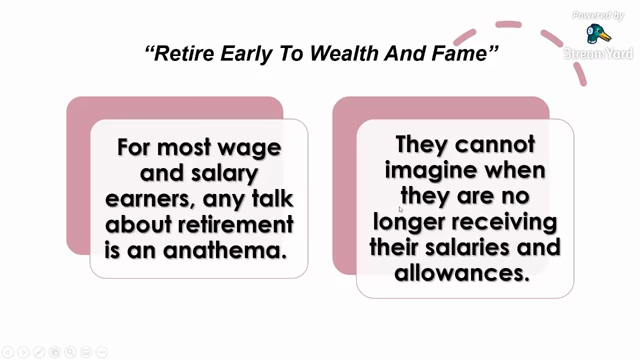 Powered by
StreamYard
“Retire Early To Wealth And Fame”
For most wage
and salary
earners, any talk
about retirement
is an anathema.
They cannot
imagine when
they are no
longer receiving
their salaries and
allowances.